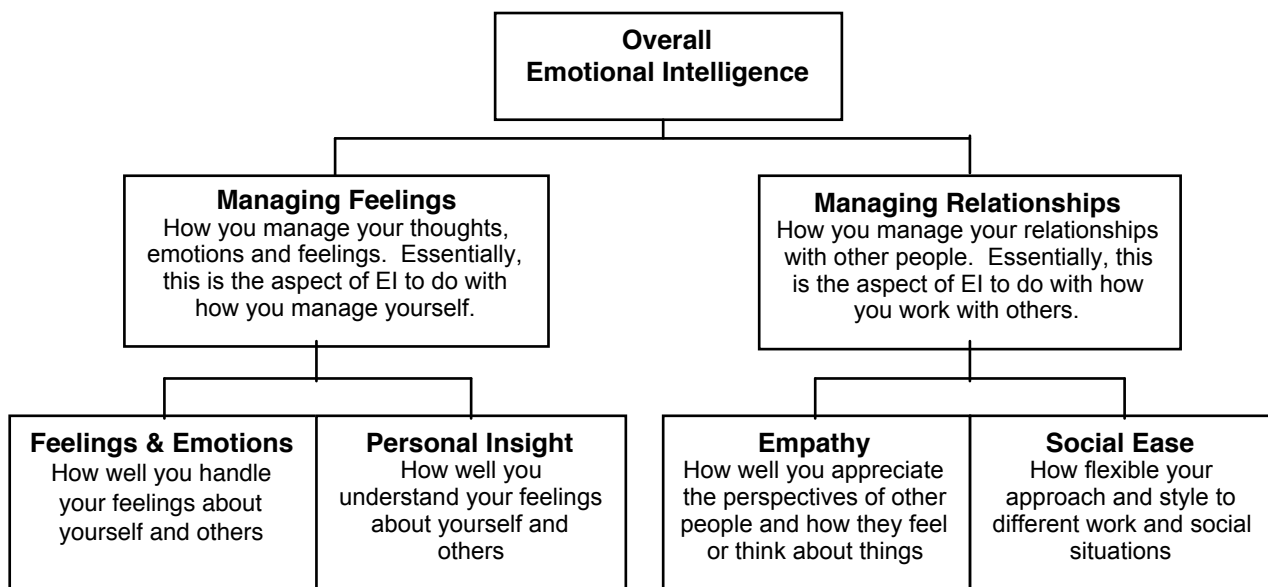 Overall
Emotional Intelligence
Managing Feelings
How you manage your thoughts,
emotions and feelings.  Essentially,
this is the aspect of EI to do with
how you manage yourself.
Managing Relationships
How you manage your relationships
with other people.  Essentially, this
is the aspect of EI to do with how
you work with others.
Feelings & Emotions
How well you handle
your feelings about
yourself and others
Personal Insight
How well you
understand your feelings
about yourself and
others
Empathy
How well you appreciate
the perspectives of other
people and how they feel
or think about things
Social Ease
How flexible your
approach and style to
different work and social
situations